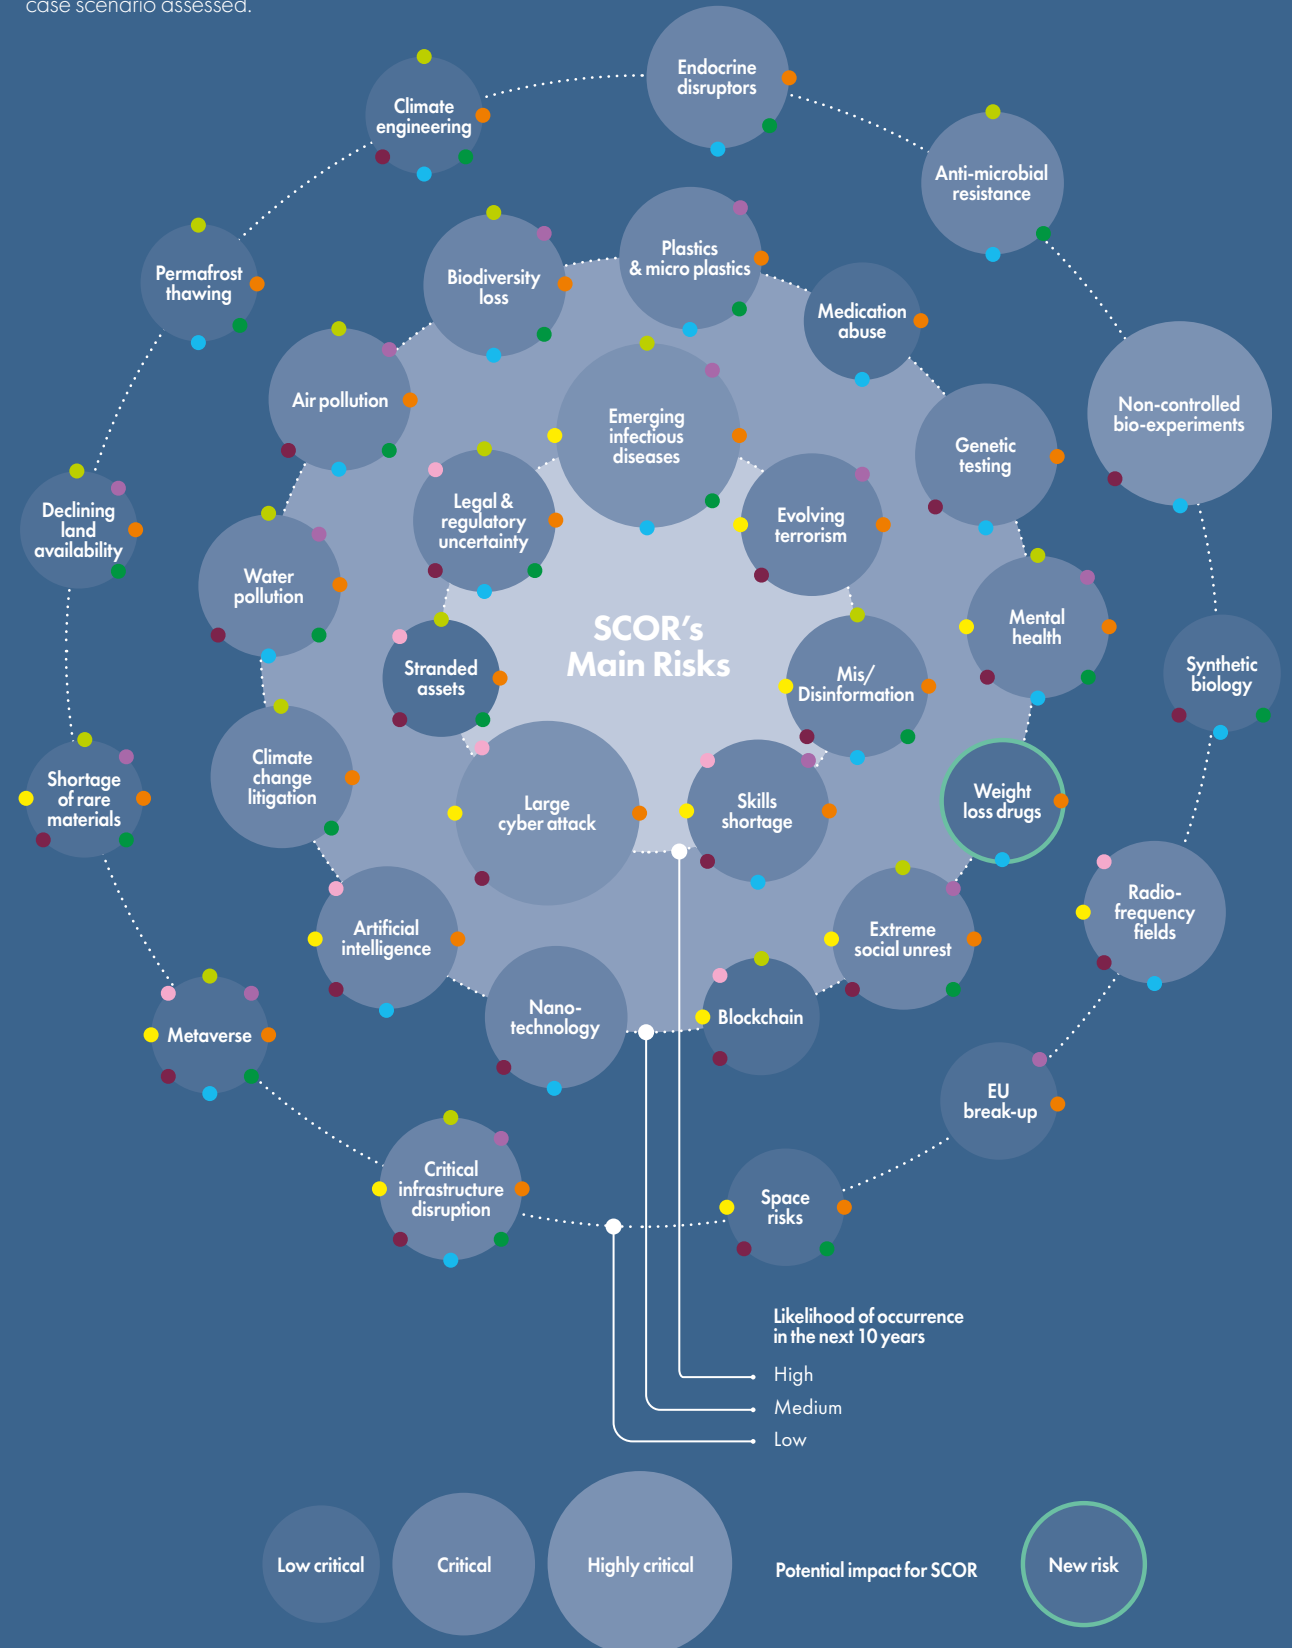 case scenario assessed.
Endocrine
disruptors
Climate
engineering
Anti-microbial
resistance
Permafrost
thawing
Biodiversity
loss
Plastics
& micro plastics
Medication
abuse
Air pollution
Emerging
infectious
diseases
Non-controlled
bio-experiments
Genetic
testing
Declining
land
availability
Legal &
regulatory
uncertainty
Evolving
terrorism
Water
pollution
SCOR's
Main Risks
Mental
health
Stranded
assets
Mis/
Disinformation
Synthetic
biology
Climate
change
litigation
Shortage
of rare
materials
Large
cyber attack
Skills
shortage
Weight
loss drugs
Artificial
intelligence
Extreme
social unrest
Radio-
frequency
fields
Metaverse
Nano-
technology
Blockchain
EU
break-up
Critical
infrastructure
disruption
Space
risks
Likelihood of occurrence
in the next 10 years
High
Medium
Low
Low critical
Critical
Highly critical
Potential impact for SCOR
New risk